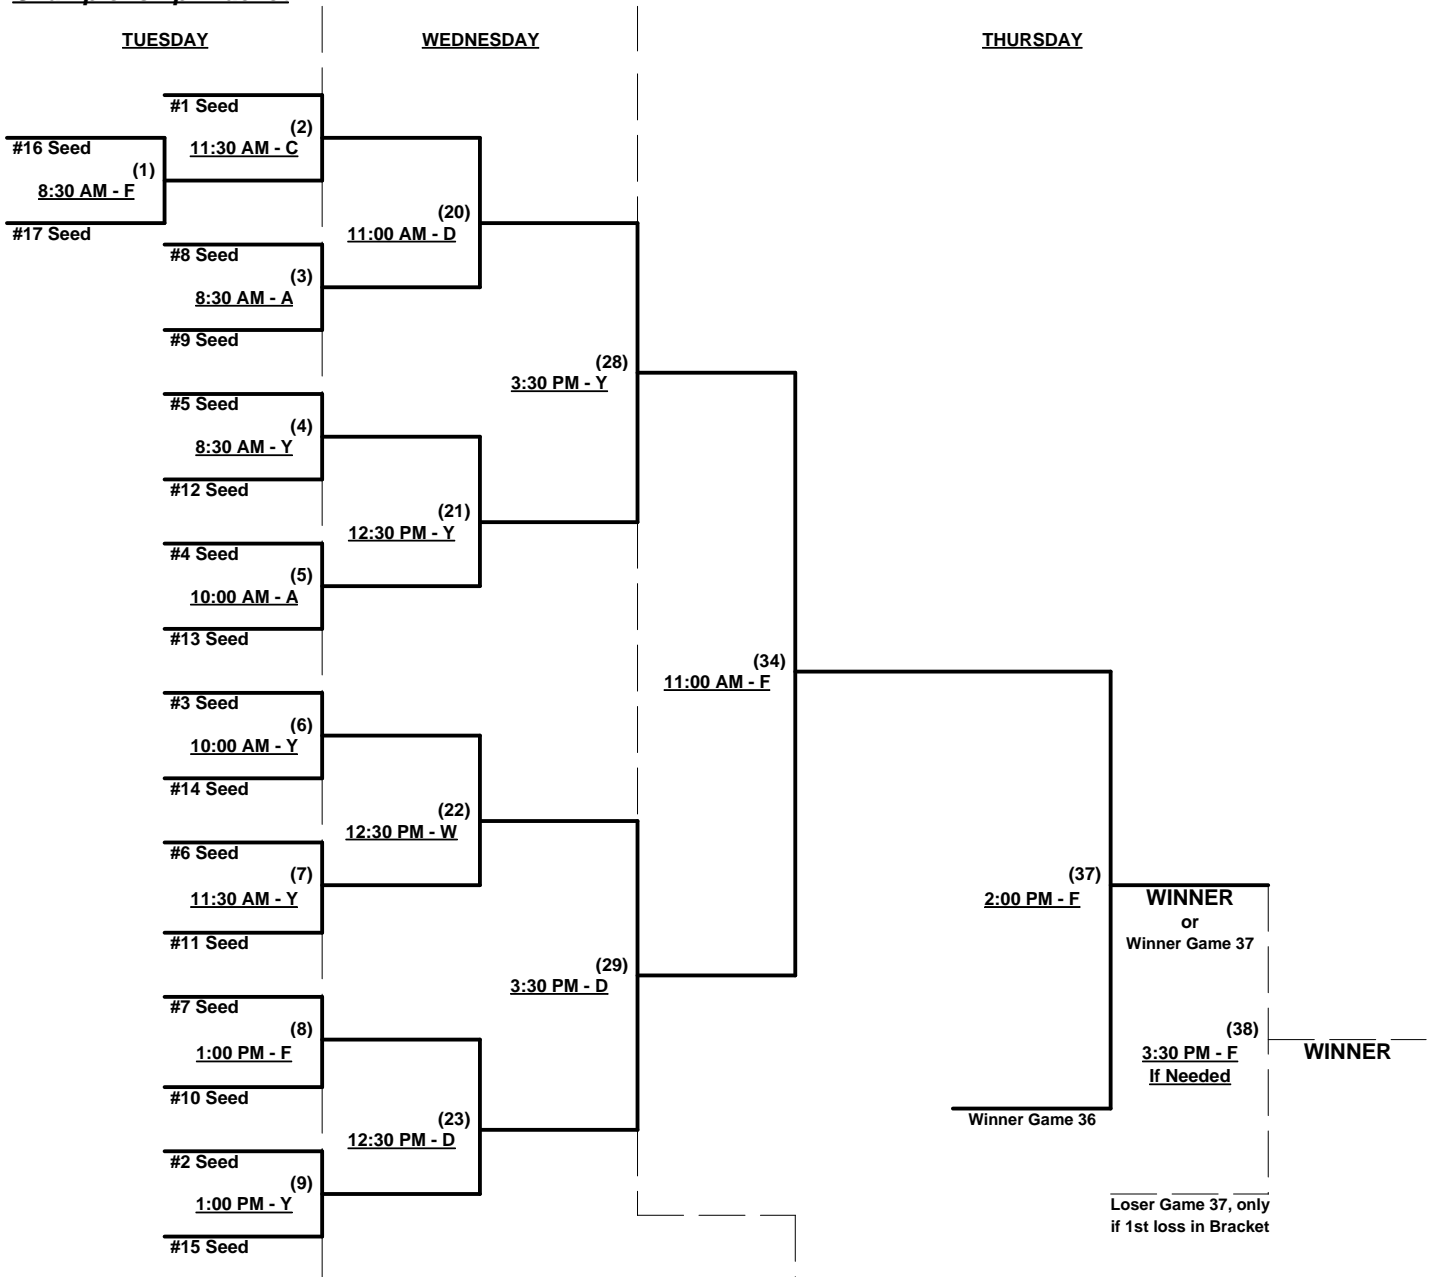 TUESDAY
WEDNESDAY
THURSDAY
#1 Seed
(2)
11:30 AM - C
#16 Seed
(1)
8:30 AM - F
#17 Seed
(20)
11:00 AM - D
#8 Seed
(3)
8:30 AM - A
#9 Seed
(28)
3:30 PM - Y
#5 Seed
(4)
8:30 AM - Y
#12 Seed
(21)
12:30 PM - Y
#4 Seed
(5)
10:00 AM - A
#13 Seed
(34)
11:00 AM - F
#3 Seed
(6)
10:00 AM - Y
#14 Seed
(22)
12:30 PM - W
#6 Seed
(7)
11:30 AM - Y
#11 Seed
(37)
2:00 PM - F
WINNER
or
Winner Game 37
(29)
3:30 PM - D
#7 Seed
(8)
1:00 PM - F
#10 Seed
(38)
3:30 PM - F
If Needed
WINNER
(23)
12:30 PM - D
Winner Game 36
#2 Seed
(9)
1:00 PM - Y
#15 Seed
Loser Game 37, only
if 1st loss in Bracket